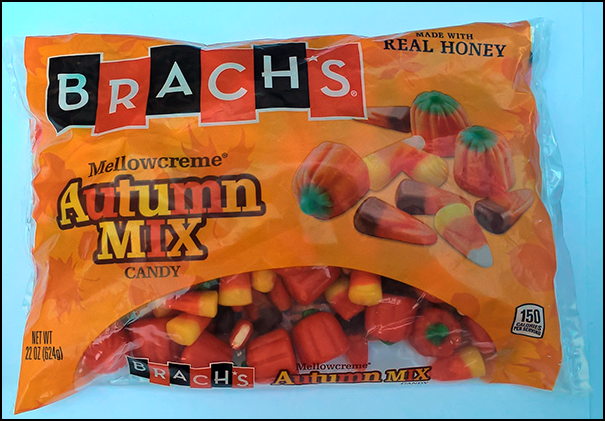 MADE WITH
REAL HONEY
BRACH'S®
Mellowcreme®
Autumn
MIX
CANDY
NET WT
22 OZ (624g)
150
CALORIES
PER SERVING
BRACH'S
Mellowcreme®
Autumn MIX
CANDY